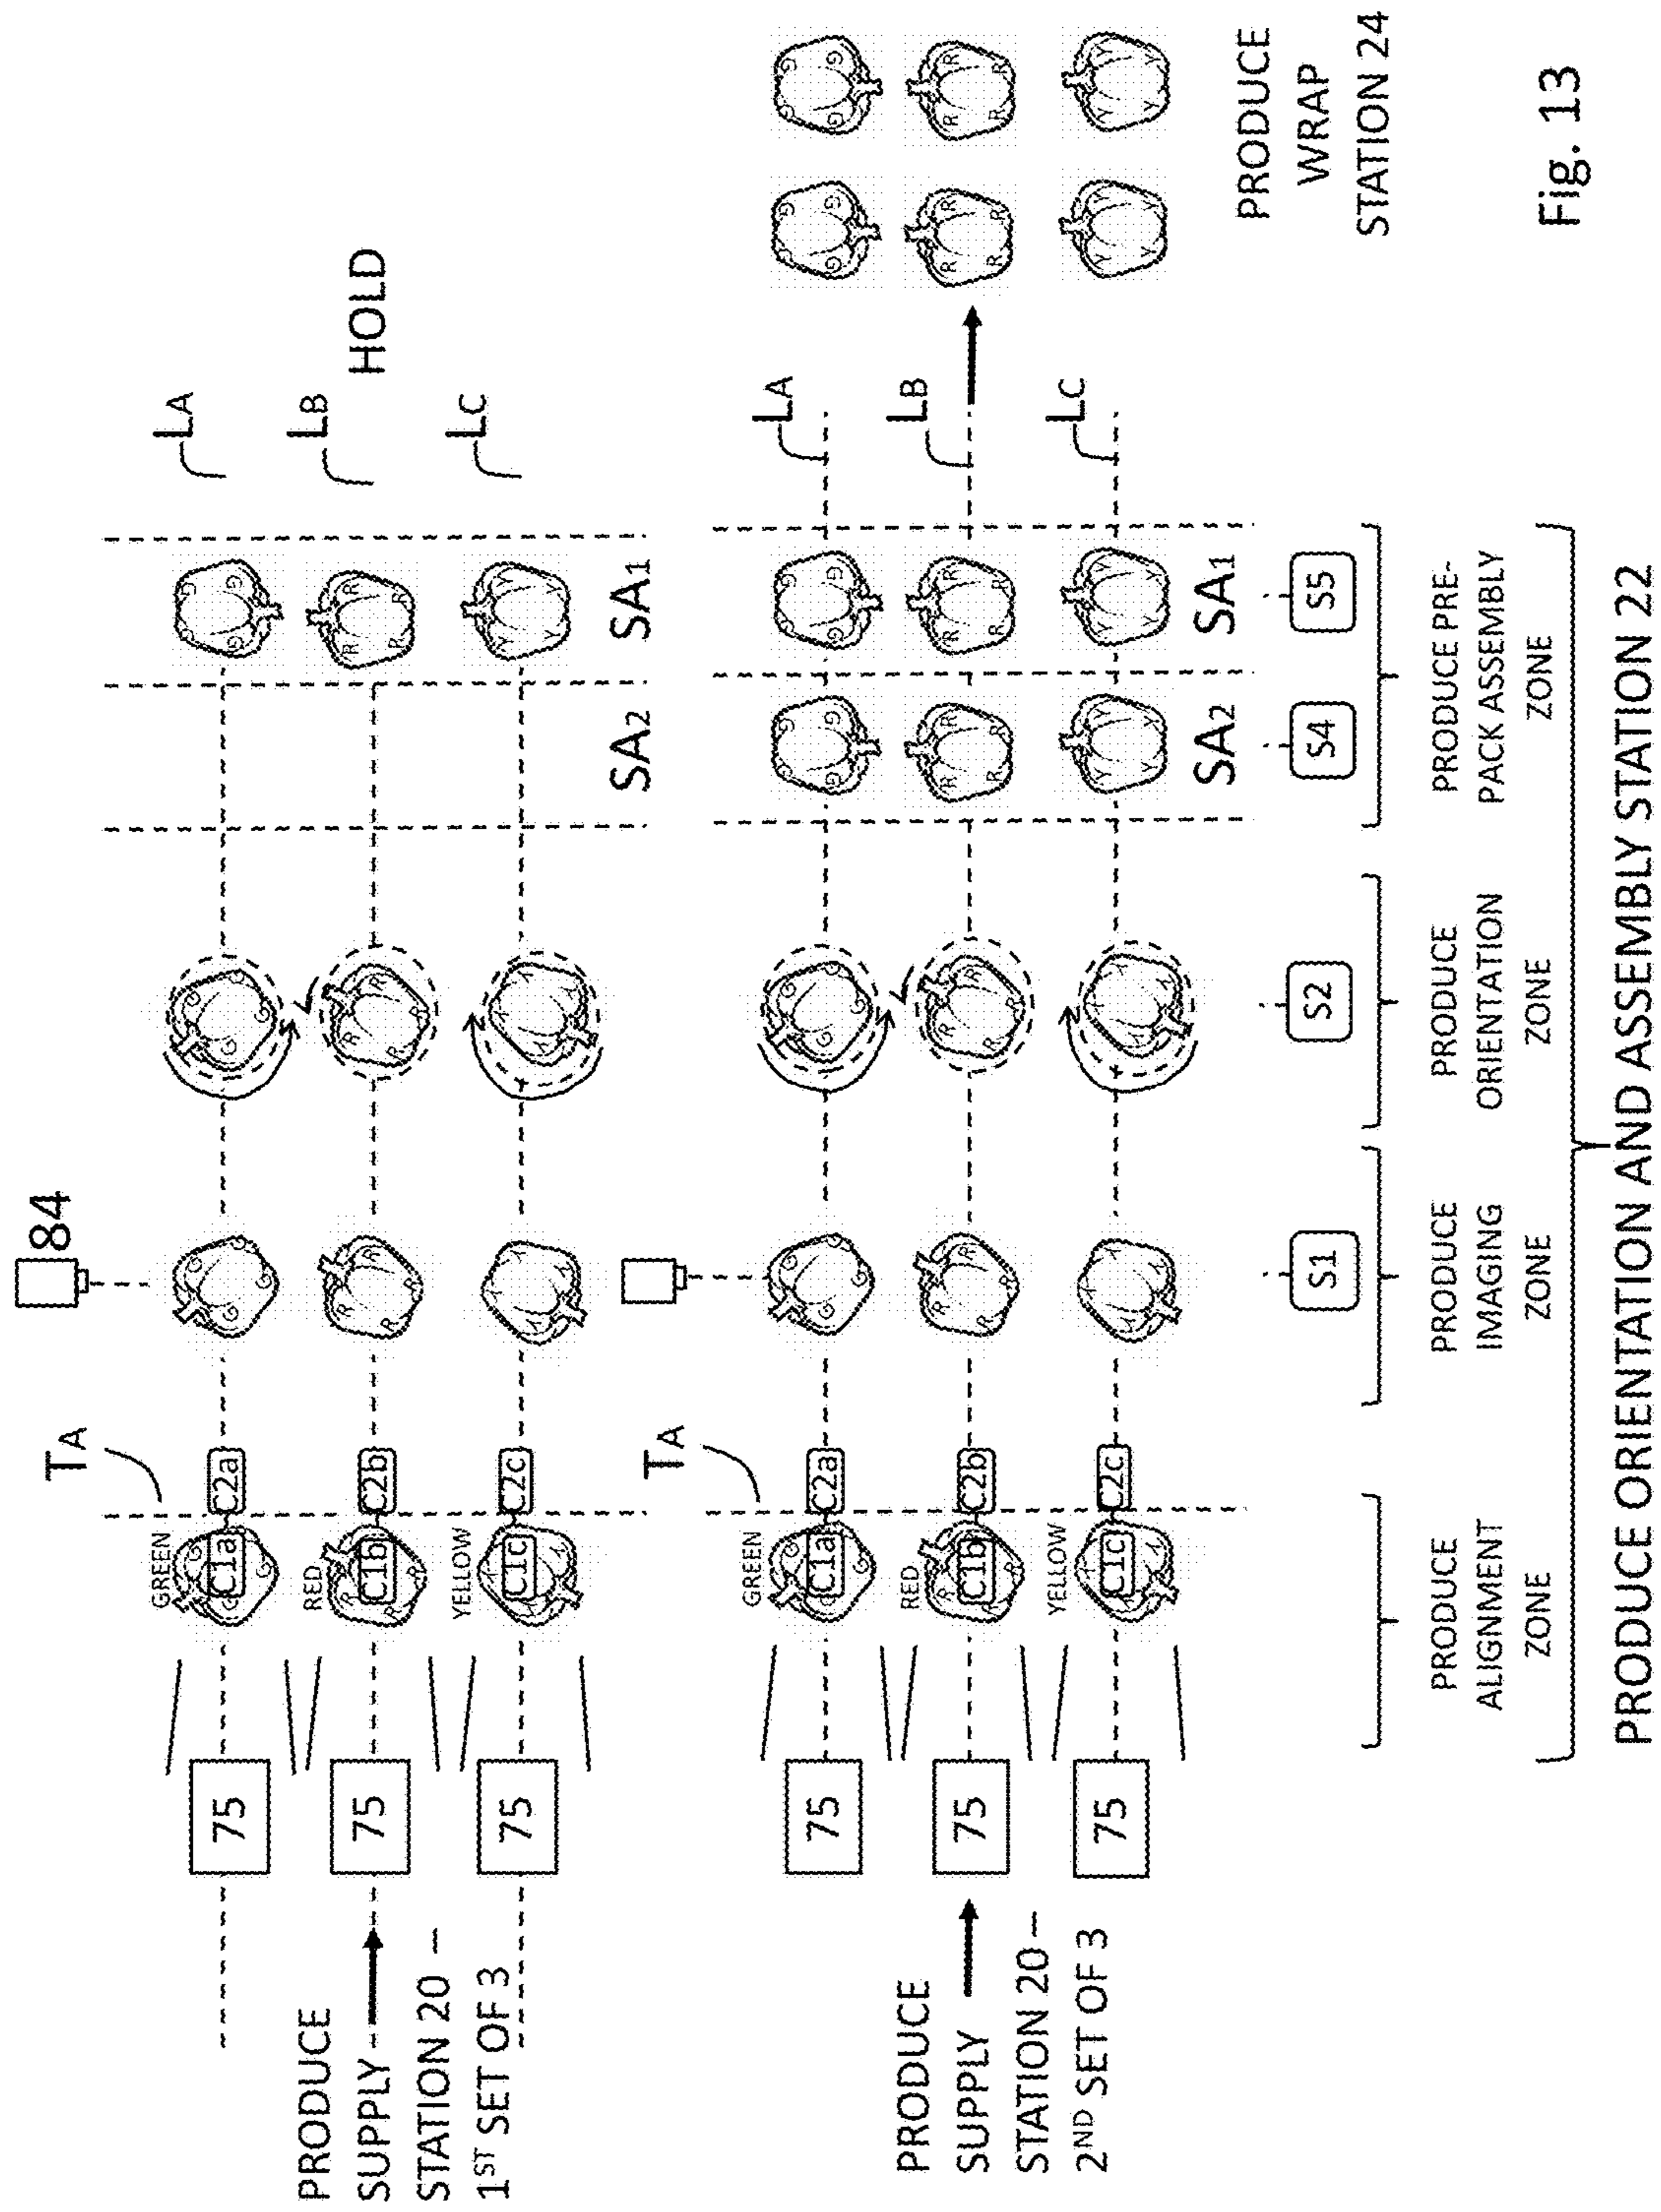 84
TA
LA
LB
LC
HOLD
GREEN
RED
YELLOW
C1a
C2a
C1b
C2b
C1c
C2c
75
75
75
PRODUCE
SUPPLY
STATION 20 –
1ST SET OF 3
SA2
SA1
G G G
R R R
Y Y Y
TA
LA
LB
LC
GREEN
RED
YELLOW
C1a
C2a
C1b
C2b
C1c
C2c
75
75
75
PRODUCE
SUPPLY
STATION 20 –
2ND SET OF 3
SA2
SA1
G G G
R R R
Y Y Y
S1
S2
S4
S5
PRODUCE
ALIGNMENT
ZONE
PRODUCE
IMAGING
ZONE
PRODUCE
ORIENTATION
ZONE
PRODUCE PRE-
PACK ASSEMBLY
ZONE
PRODUCE
WRAP
STATION 24
PRODUCE ORIENTATION AND ASSEMBLY STATION 22
Fig. 13